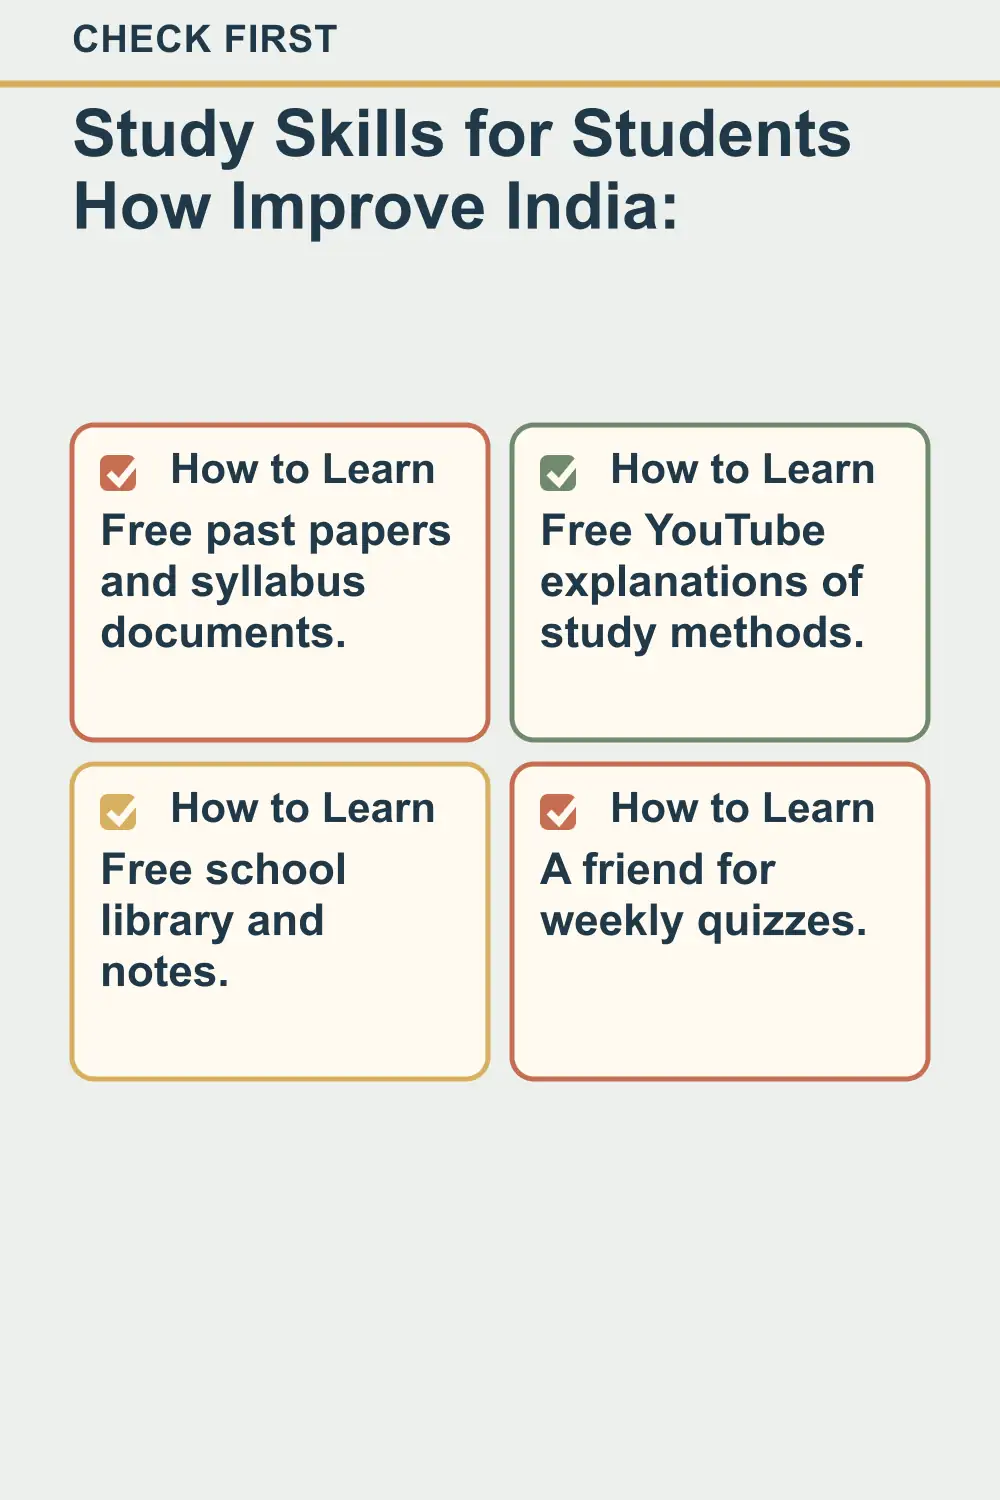 CHECK FIRST
Study Skills for Students
How Improve India:
How to Learn
Free past papers
and syllabus
documents.
How to Learn
Free YouTube
explanations of
study methods.
How to Learn
Free school
library and
notes.
How to Learn
A friend for
weekly quizzes.